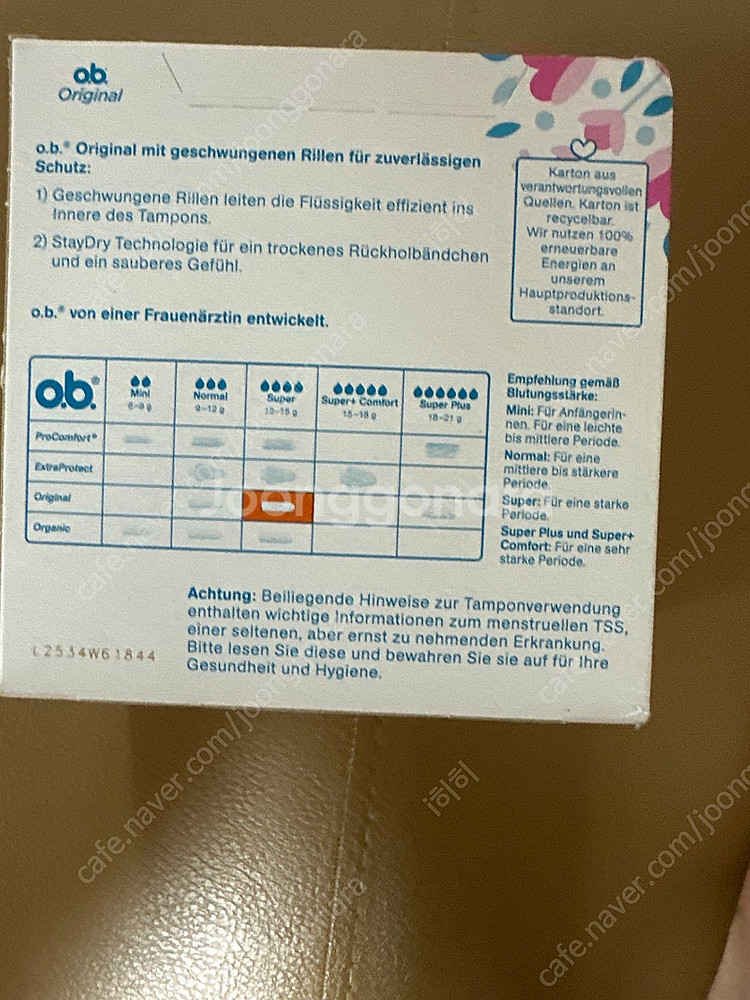 o.b.
Original
o.b.® Original mit geschwungenen Rillen für zuverlässigen
Schutz:
1) Geschwungene Rillen leiten die Flüssigkeit effizient ins
Innere des Tampons.
2) StayDry Technologie für ein trockenes Rückholbändchen
und ein sauberes Gefühl.
o.b.® von einer Frauenärztin entwickelt.
Karton aus
verantwortungsvollen
Quellen. Karton ist
recycelbar.
Wir nutzen 100%
erneuerbare
Energien an
unserem
Hauptproduktions-
standort.
o.b.®
Mini
6-9 g
Normal
9-12 g
Super
12-15 g
Super+ Comfort
15-18 g
Super Plus
18-21 g
ProComfort®
ExtraProtect
Original
Organic
Empfehlung gemäß
Blutungsstärke:
Mini: Für Anfängerin-
nen. Für eine leichte
bis mittlere Periode.
Normal: Für eine
mittlere bis stärkere
Periode.
Super: Für eine starke
Periode.
Super Plus und Super+
Comfort: Für eine sehr
starke Periode.
Achtung: Beiliegende Hinweise zur Tamponverwendung
enthalten wichtige Informationen zum menstruellen TSS,
einer seltenen, aber ernst zu nehmenden Erkrankung.
Bitte lesen Sie diese und bewahren Sie sie auf für Ihre
Gesundheit und Hygiene.
L2534W61844
Joonggonara
cafe.naver.com/joonggonara